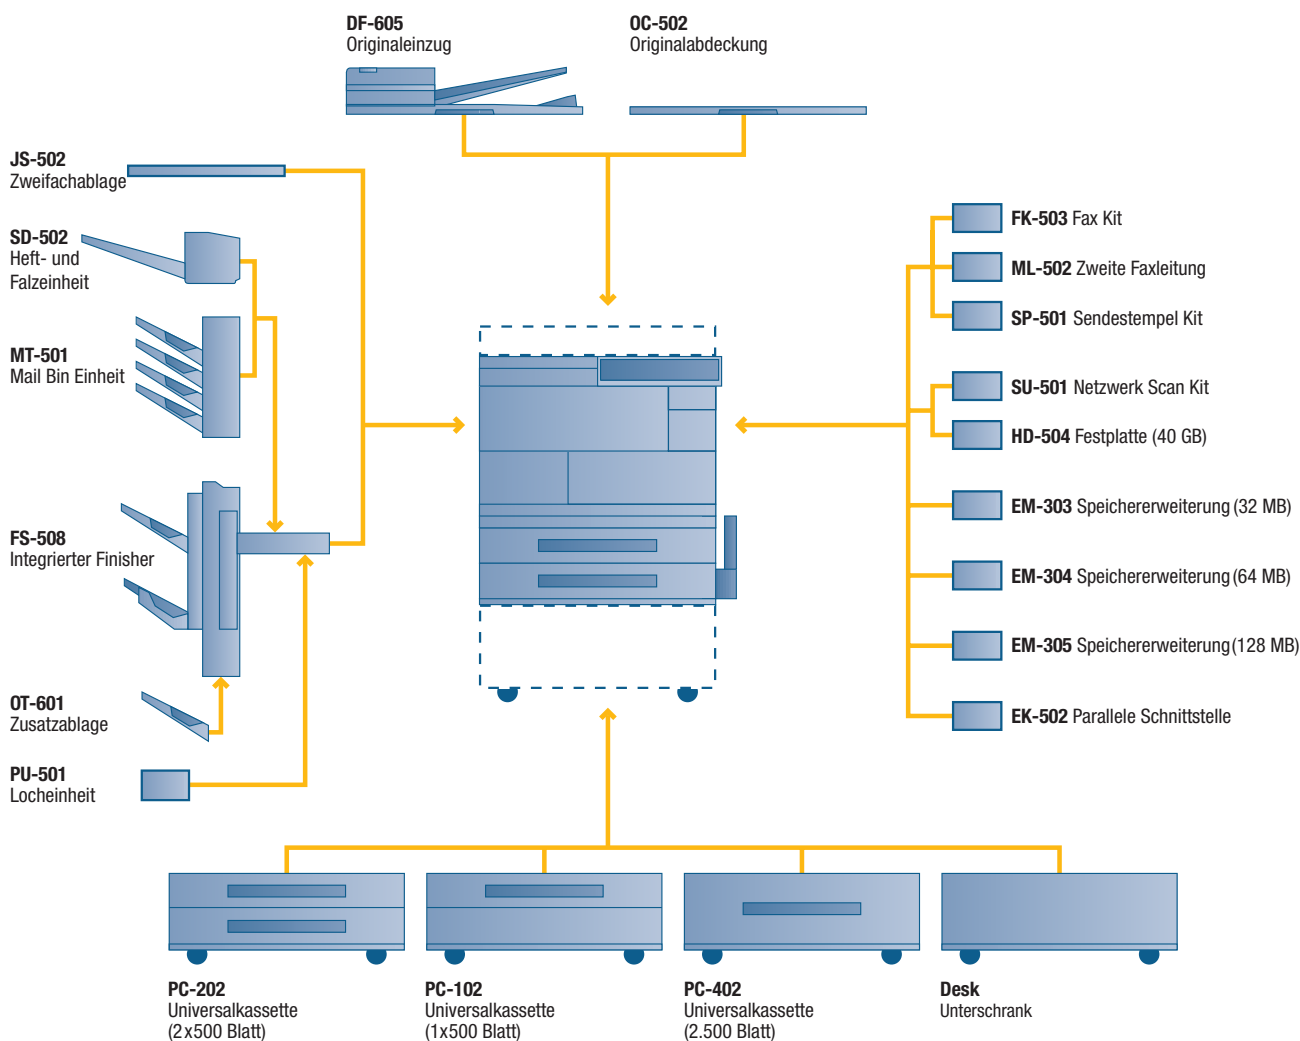 DF-605
Originaleinzug
OC-502
Originalabdeckung
JS-502
Zweifachablage
SD-502
Heft- und
Falzeinheit
MT-501
Mail Bin Einheit
FS-508
Integrierter Finisher
OT-601
Zusatzablage
PU-501
Locheinheit
FK-503 Fax Kit
ML-502 Zweite Faxleitung
SP-501 Sendestempel Kit
SU-501 Netzwerk Scan Kit
HD-504 Festplatte (40 GB)
EM-303 Speichererweiterung (32 MB)
EM-304 Speichererweiterung (64 MB)
EM-305 Speichererweiterung (128 MB)
EK-502 Parallele Schnittstelle
PC-202
Universalkassette
(2x500 Blatt)
PC-102
Universalkassette
(1x500 Blatt)
PC-402
Universalkassette
(2.500 Blatt)
Desk
Unterschrank